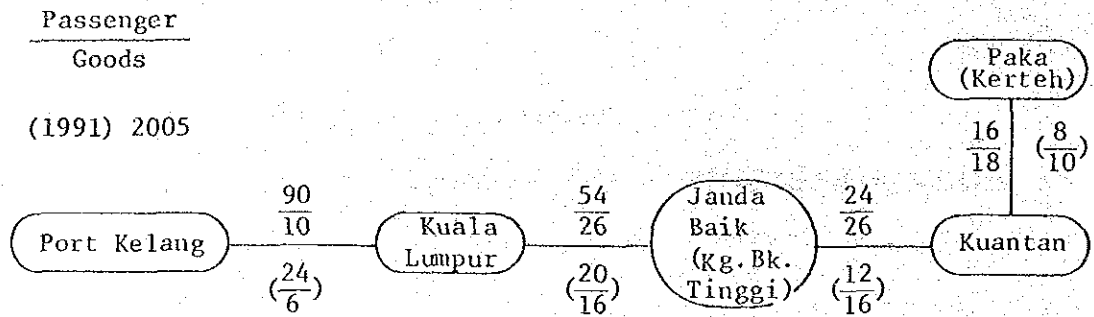 Passenger
Goods
(1991) 2005
Paka
(Kerteh)
16
18
(8
10)
90
10
54
26
24
26
Port Kelang
Kuala
Lumpur
Janda
Baik
(Kg.Bk.
Tinggi)
Kuantan
(24
6)
(20
16)
(12
16)